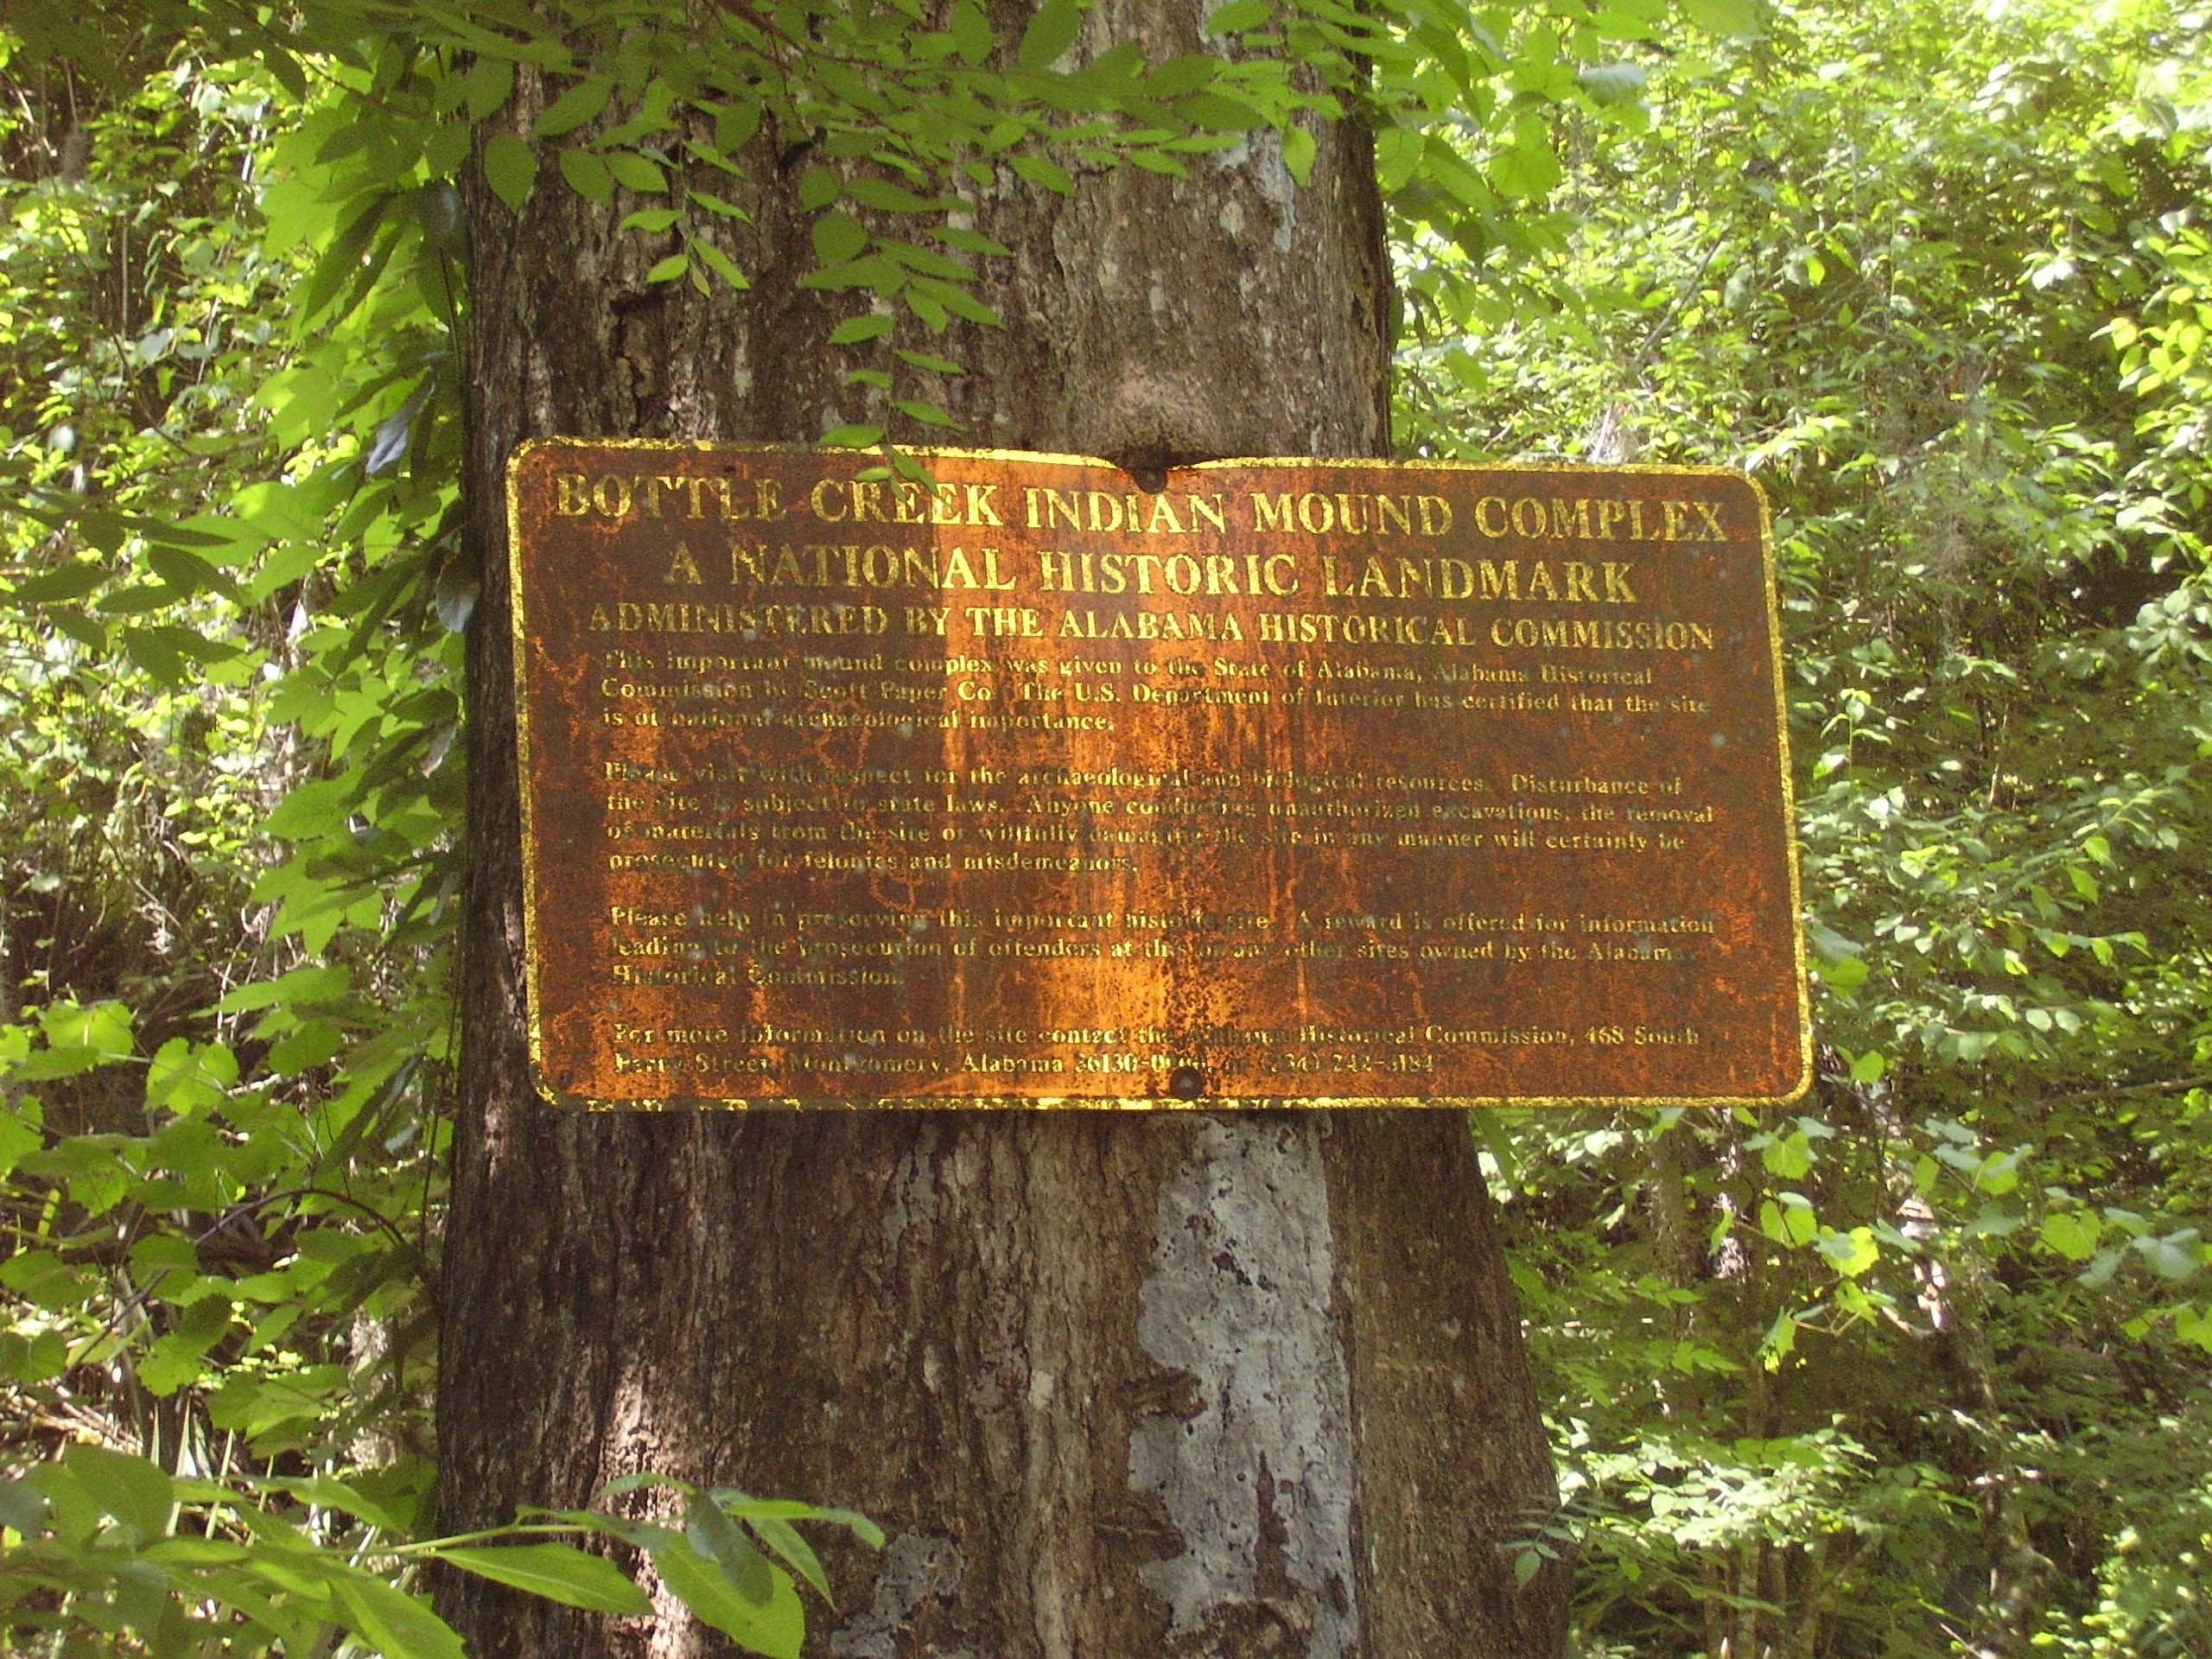 BOTTLE CREEK INDIAN MOUND COMPLEX
A NATIONAL HISTORIC LANDMARK
ADMINISTERED BY THE ALABAMA HISTORICAL COMMISSION
This important mound complex was given to the State of Alabama, Alabama Historical
Commission by Scott Paper Co. The U.S. Department of Interior has certified that the site
is of national archaeological importance.
Please visit with respect for the archaeological and biological resources. Disturbance of
the site is subject to state laws. Anyone conducting unauthorized excavations, the removal
of materials from the site or willfully damaging the site in any manner will certainly be
prosecuted for felonies and misdemeanors.
Please help in preserving this important historic site. A reward is offered for information
leading to the prosecution of offenders at this or any other sites owned by the Alabama
Historical Commission.
For more information on the site contact the Alabama Historical Commission, 468 South
Perry Street, Montgomery, Alabama or 242-3184